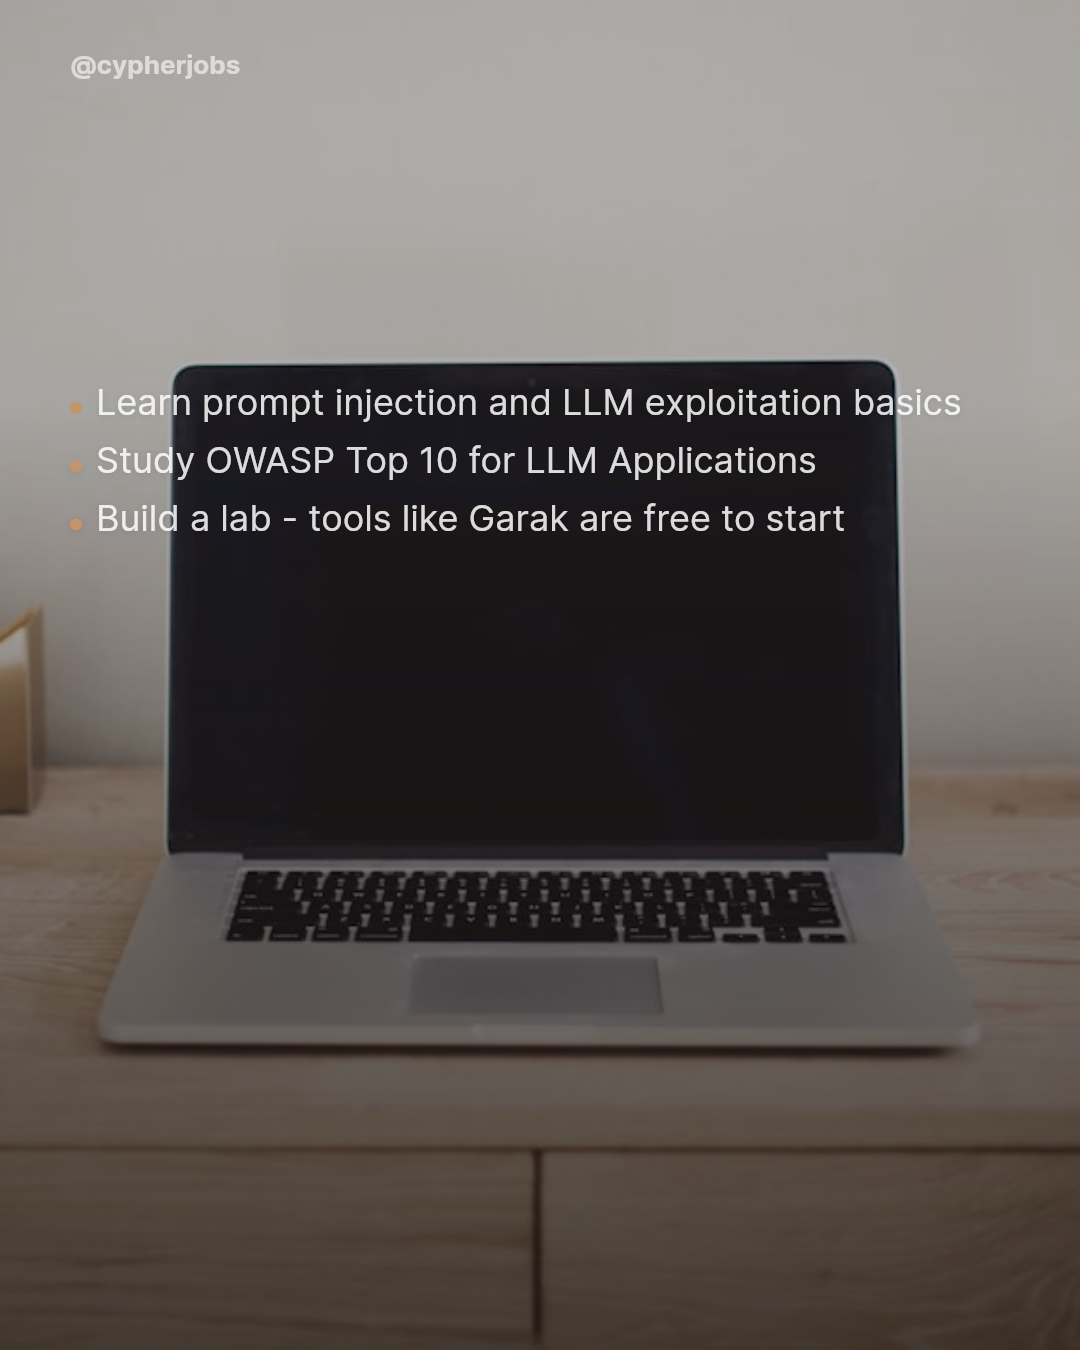 @cypherjobs
• Learn prompt injection and LLM exploitation basics
• Study OWASP Top 10 for LLM Applications
• Build a lab - tools like Garak are free to start